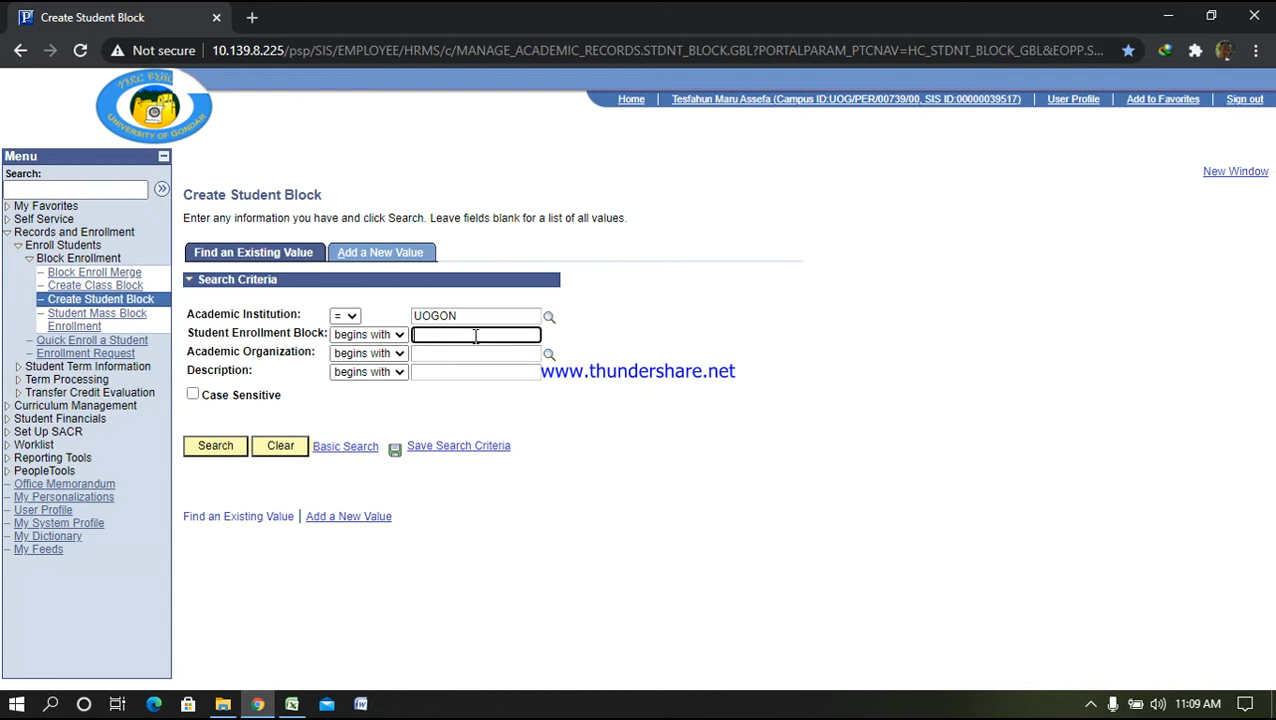 Create Student Block
Not secure 10.139.8.225/psp/SIS/EMPLOYEE/HRMS/c/MANAGE_ACADEMIC_RECORDS.STDNT_BLOCK.GBL?PORTALPARAM_PTCNAV=HC_STDNT_BLOCK_GBL&EOPP.S...
UNIVERSITY OF GONDAR
Home Tesfahun Maru Assefa (Campus ID:UOG/PER/00739/00, SIS ID:00000039517) User Profile Add to Favorites Sign out
Menu
Search:
My Favorites
Self Service
Records and Enrollment
Enroll Students
Block Enrollment
Block Enroll Merge
Create Class Block
Create Student Block
Student Mass Block
Enrollment
Quick Enroll a Student
Enrollment Request
Student Term Information
Term Processing
Transfer Credit Evaluation
Curriculum Management
Student Financials
Set Up SACR
Worklist
Reporting Tools
PeopleTools
Office Memorandum
My Personalizations
User Profile
My System Profile
My Dictionary
My Feeds
New Window
Create Student Block
Enter any information you have and click Search. Leave fields blank for a list of all values.
Find an Existing Value Add a New Value
Search Criteria
Academic Institution: = UOGON
Student Enrollment Block: begins with
Academic Organization: begins with
Description: begins with
www.thundershare.net
Case Sensitive
Search Clear Basic Search Save Search Criteria
Find an Existing Value | Add a New Value
11:09 AM